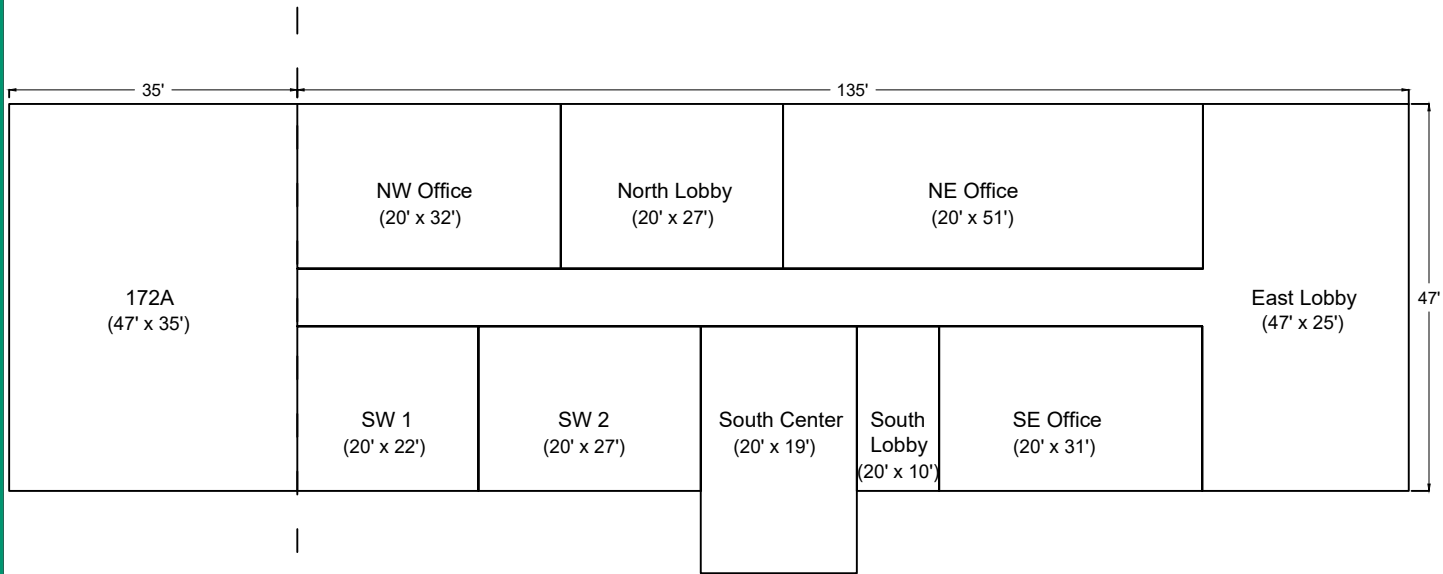 35'
135'
NW Office
(20' x 32')
North Lobby
(20' x 27')
NE Office
(20' x 51')
172A
(47' x 35')
East Lobby
(47' x 25')
47'
SW 1
(20' x 22')
SW 2
(20' x 27')
South Center
(20' x 19')
South
Lobby
(20' x 10')
SE Office
(20' x 31')